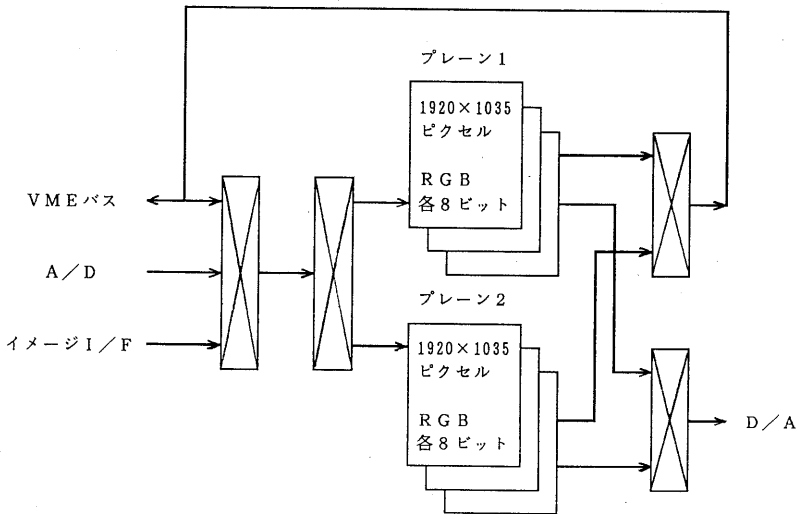 プレーン1
1920×1035
ピクセル
RGB
各8ビット
VMEバス
A/D
イメージI/F
プレーン2
1920×1035
ピクセル
RGB
各8ビット
D/A